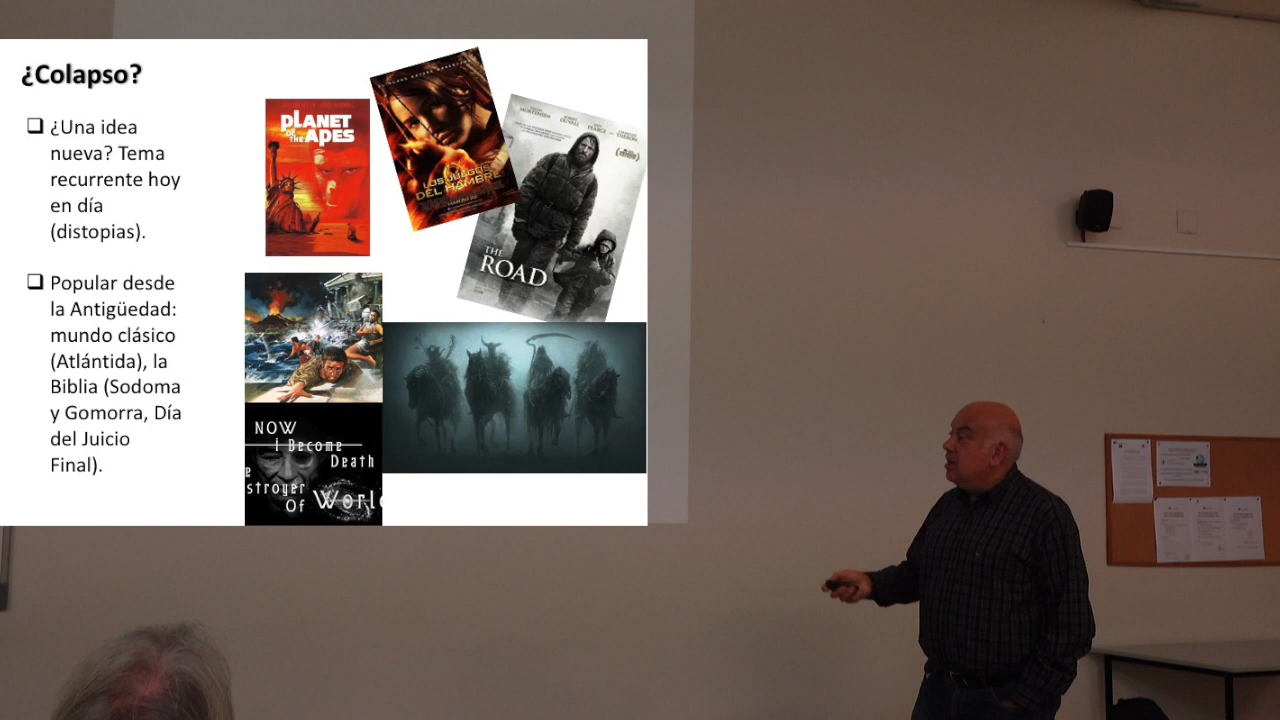 ¿Colapso?
¿Una idea
nueva? Tema
recurrente hoy
en día
(distopias).
Popular desde
la Antigüedad:
mundo clásico
(Atlántida), la
Biblia (Sodoma
y Gomorra, Día
del Juicio
Final).
PLANET
OF THE APES
LOS JUEGOS
DEL HAMBRE
THE
ROAD
NOW
i Become
Death
stroyer
Of Worl